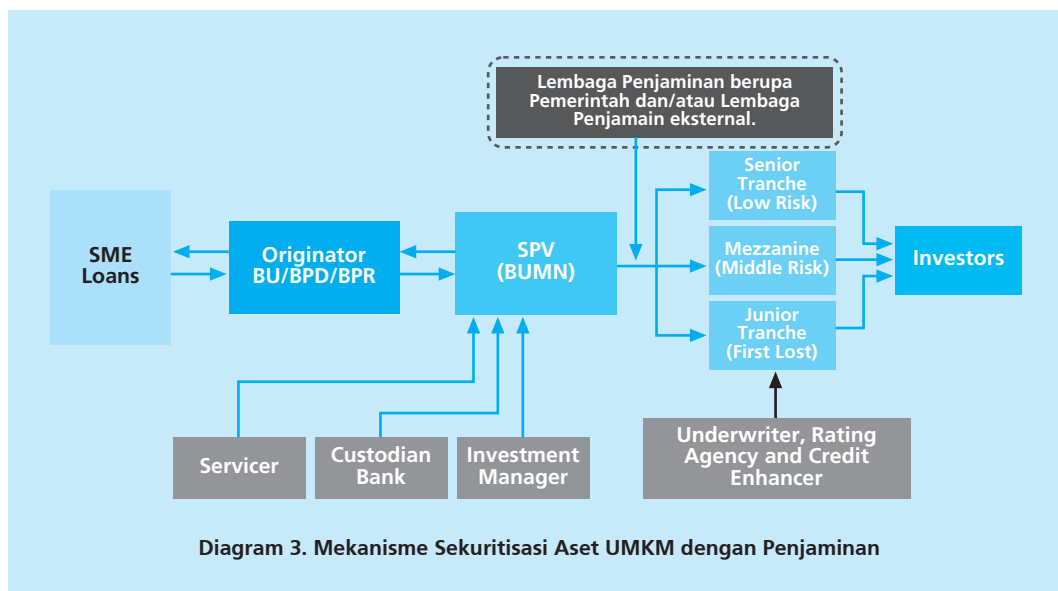 Lembaga Penjaminan berupa
Pemerintah dan/atau Lembaga
Penjamain eksternal.
SME
Loans
Originator
BU/BPD/BPR
SPV
(BUMN)
Senior
Tranche
(Low Risk)
Mezzanine
(Middle Risk)
Junior
Tranche
(First Lost)
Investors
Servicer
Custodian
Bank
Investment
Manager
Underwriter, Rating
Agency and Credit
Enhancer
Diagram 3. Mekanisme Sekuritisasi Aset UMKM dengan Penjaminan